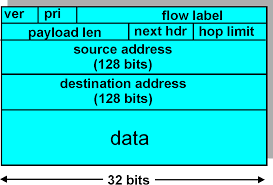 ver pri flow label
payload len next hdr hop limit
source address
(128 bits)
destination address
(128 bits)
data
32 bits